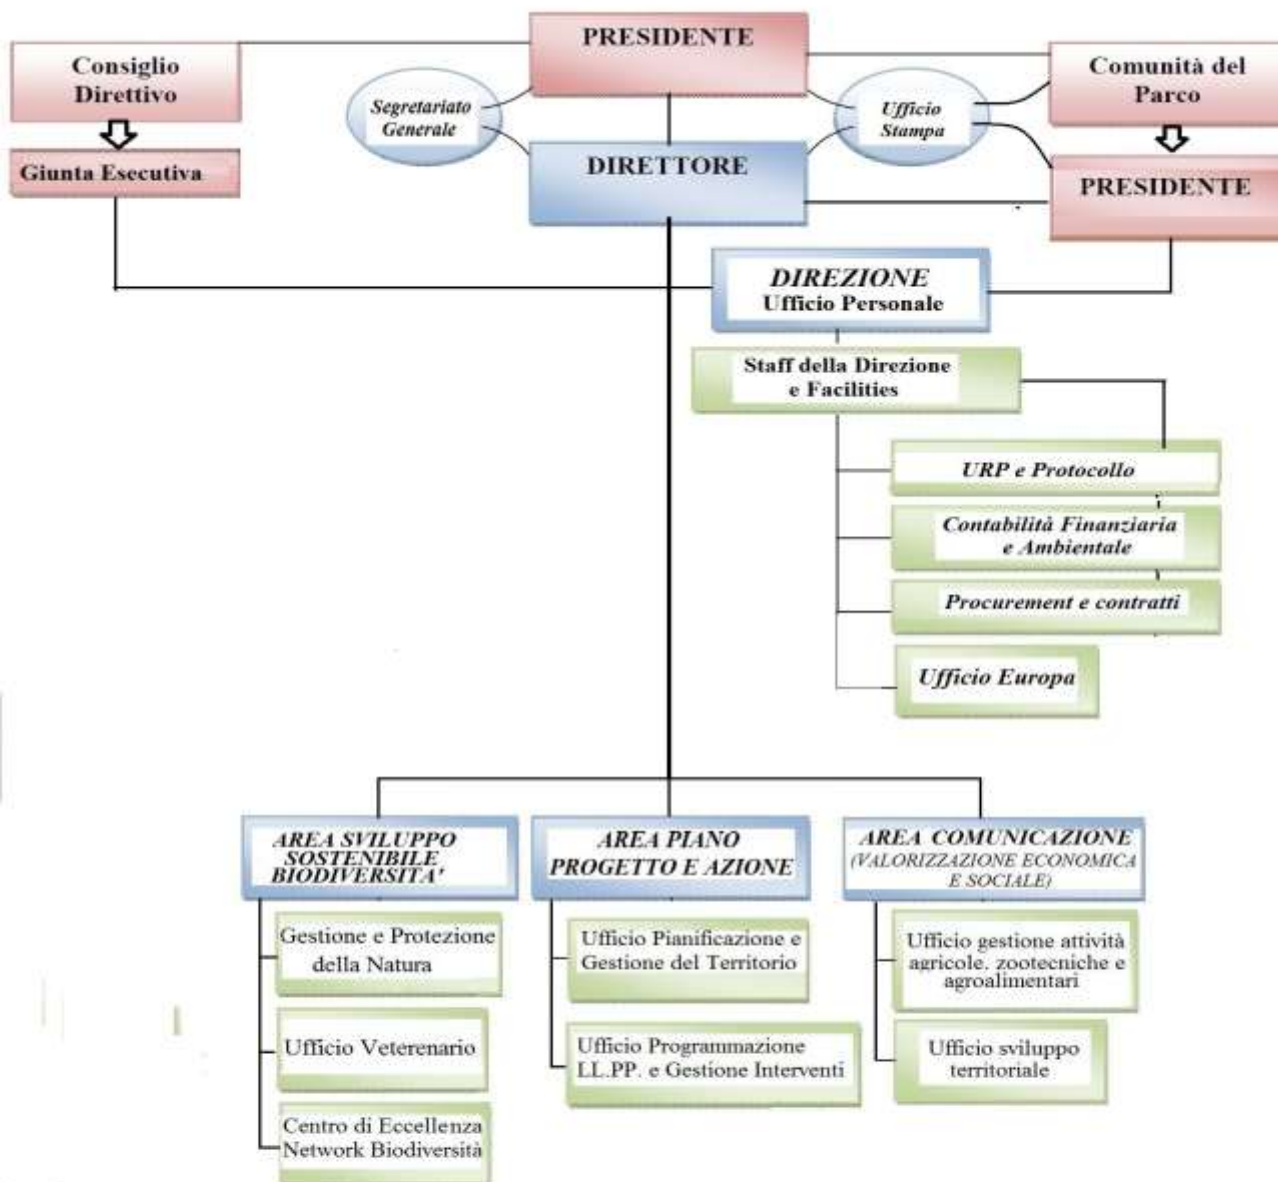 PRESIDENTE
Consiglio
Direttivo
Segretariato
Generale
Ufficio
Stampa
Comunità del
Parco
Giunta Esecutiva
DIRETTORE
PRESIDENTE
DIREZIONE
Ufficio Personale
Staff della Direzione
e Facilities
URP e Protocollo
Contabilità Finanziaria
e Ambientale
Procurement e contratti
Ufficio Europa
AREA SVILUPPO
SOSTENIBILE
BIODIVERSITA'
Gestione e Protezione
della Natura
Ufficio Veterenario
Centro di Eccellenza
Network Biodiversità
AREA PIANO
PROGETTO E AZIONE
Ufficio Pianificazione e
Gestione del Territorio
Ufficio Programmazione
LL.PP. e Gestione Interventi
AREA COMUNICAZIONE
(VALORIZZAZIONE ECONOMICA
E SOCIALE)
Ufficio gestione attività
agricole, zootecniche e
agroalimentari
Ufficio sviluppo
territoriale